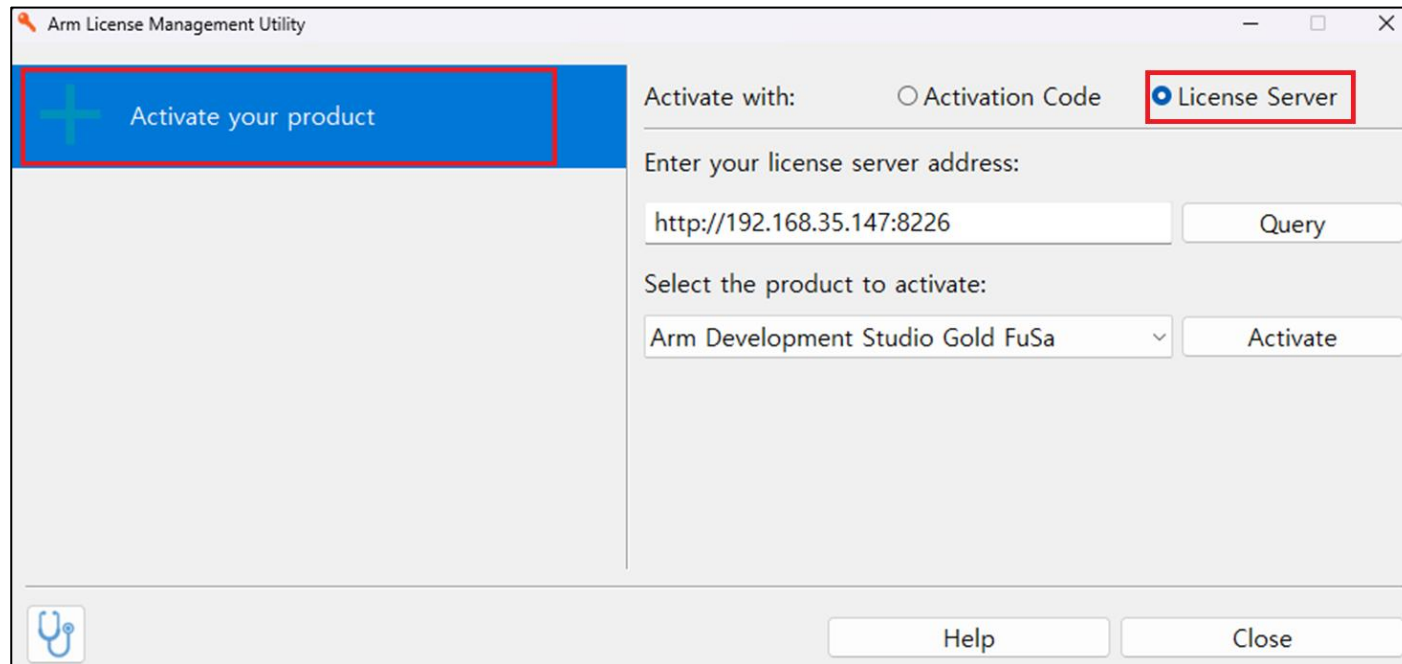 Arm License Management Utility
Activate your product
Activate with: Activation Code License Server
Enter your license server address:
http://192.168.35.147:8226 Query
Select the product to activate:
Arm Development Studio Gold FuSa Activate
Help Close